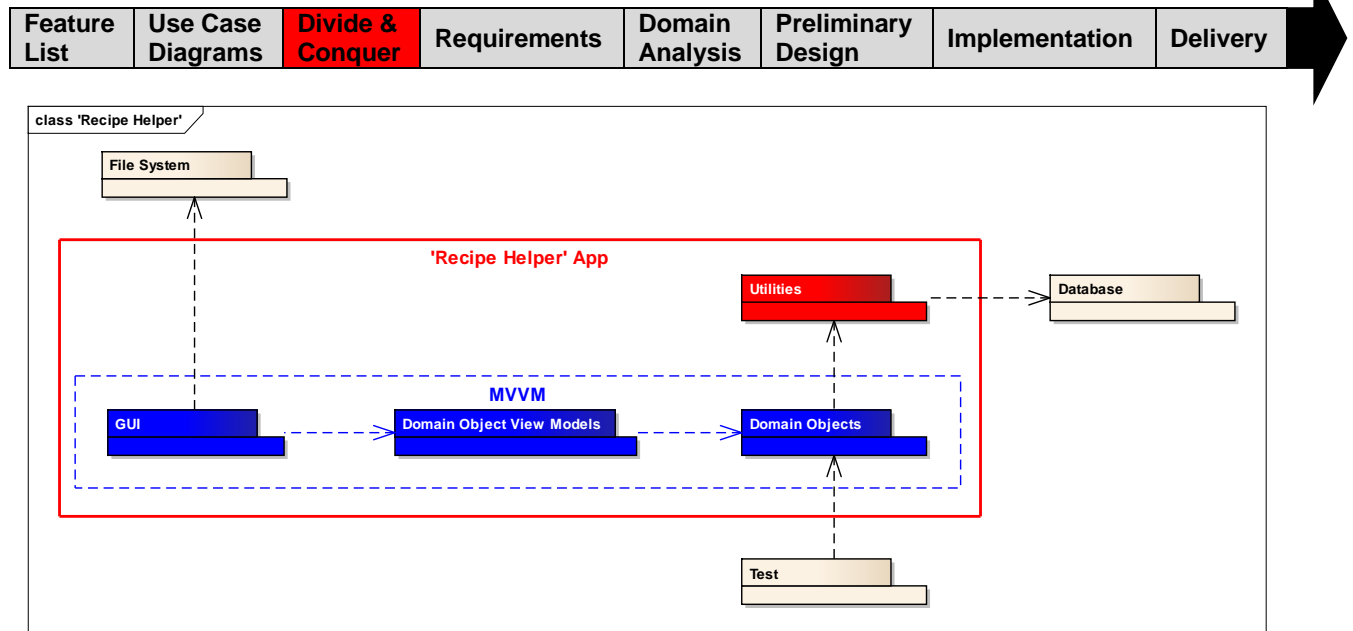 Feature List
Use Case Diagrams
Divide & Conquer
Requirements
Domain Analysis
Preliminary Design
Implementation
Delivery
class 'Recipe Helper'
File System
'Recipe Helper' App
Utilities
Database
MVVM
GUI
Domain Object View Models
Domain Objects
Test